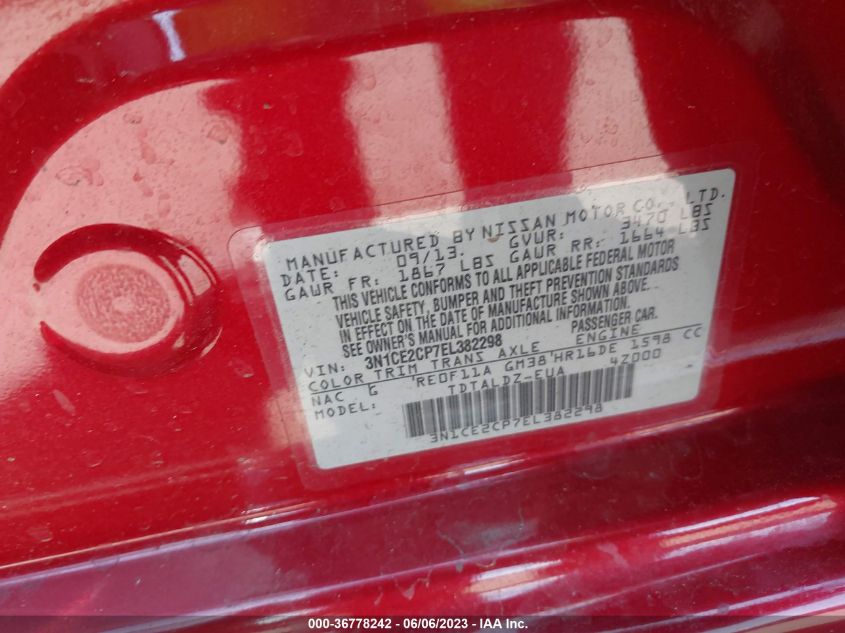 MANUFACTURED BY NISSAN MOTOR CO., LTD.
DATE: 09/13. GVWR: 3470 LBS
GAWR FR: 1867 LBS GAWR RR: 1664 LBS
THIS VEHICLE CONFORMS TO ALL APPLICABLE FEDERAL MOTOR
VEHICLE SAFETY, BUMPER AND THEFT PREVENTION STANDARDS
IN EFFECT ON THE DATE OF MANUFACTURE SHOWN ABOVE.
SEE OWNER'S MANUAL FOR ADDITIONAL INFORMATION.
VIN: 3N1CE2CP7EL382298 PASSENGER CAR.
COLOR TRIM TRANS AXLE ENGINE
NAC G 'RE0F11A GM38'HR16DE 1598 CC
MODEL: TDTALDZ-EUA 4Z000
3N1CE2CP7EL382298
000-36778242 - 06/06/2023 - © IAA Inc.